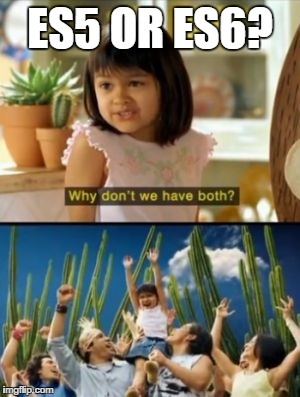 ES5 OR ES6?
Why don't we have both?
imgflip.com